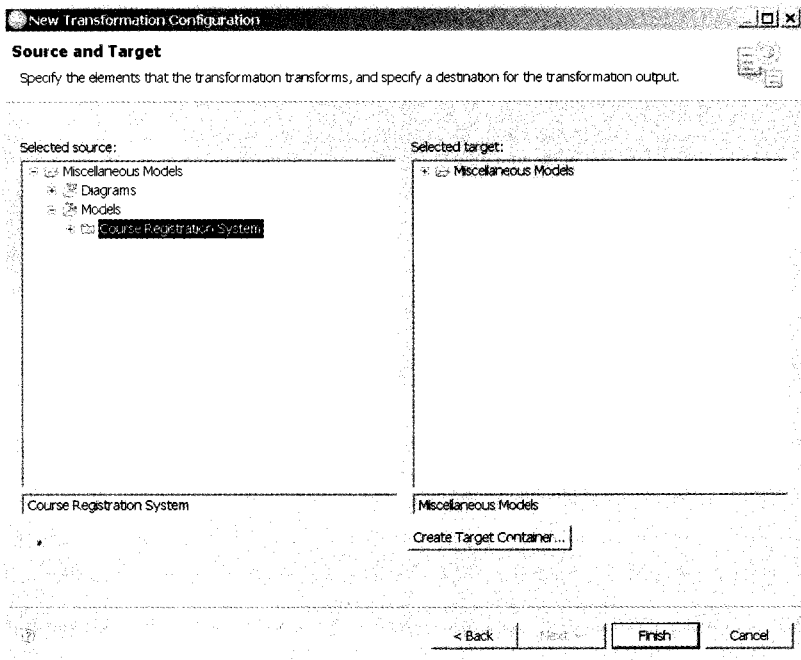 New Transformation Configuration
Source and Target
Specify the elements that the transformation transforms, and specify a destination for the transformation output.
Selected source:
Selected target:
Miscellaneous Models
Diagrams
Models
Course Registration System
Miscellaneous Models
Course Registration System
Miscellaneous Models
Create Target Container...
< Back
Next >
Finish
Cancel